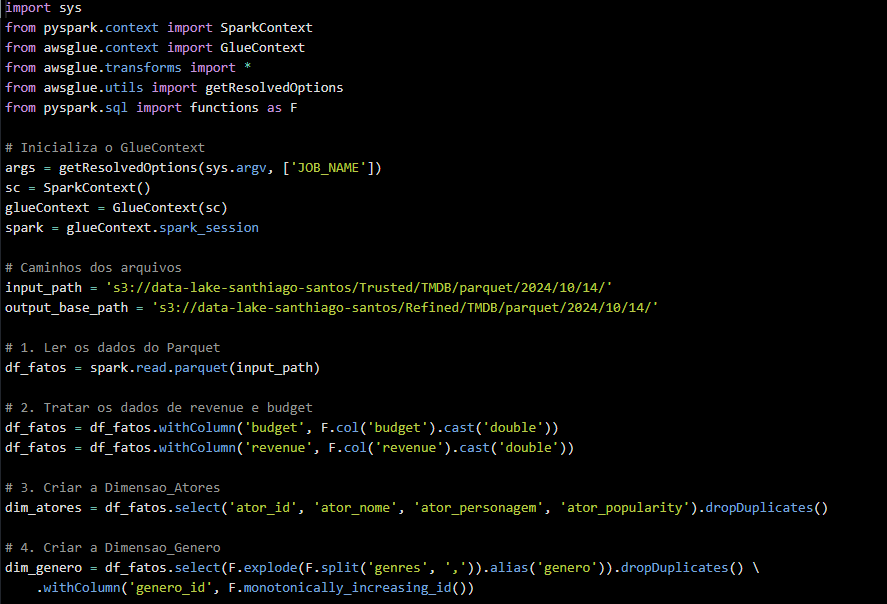 import sys
from pyspark.context import SparkContext
from awsglue.context import GlueContext
from awsglue.transforms import *
from awsglue.utils import getResolvedOptions
from pyspark.sql import functions as F

# Inicializa o GlueContext
args = getResolvedOptions(sys.argv, ['JOB_NAME'])
sc = SparkContext()
glueContext = GlueContext(sc)
spark = glueContext.spark_session

# Caminhos dos arquivos
input_path = 's3://data-lake-santhiago-santos/Trusted/TMDB/parquet/2024/10/14/'
output_base_path = 's3://data-lake-santhiago-santos/Refined/TMDB/parquet/2024/10/14/'

# 1. Ler os dados do Parquet
df_fatos = spark.read.parquet(input_path)

# 2. Tratar os dados de revenue e budget
df_fatos = df_fatos.withColumn('budget', F.col('budget').cast('double'))
df_fatos = df_fatos.withColumn('revenue', F.col('revenue').cast('double'))

# 3. Criar a Dimensao_Atores
dim_atores = df_fatos.select('ator_id', 'ator_nome', 'ator_personagem', 'ator_popularity').dropDuplicates()

# 4. Criar a Dimensao_Genero
dim_genero = df_fatos.select(F.explode(F.split('genres', ',')).alias('genero')).dropDuplicates() \
    .withColumn('genero_id', F.monotonically_increasing_id())